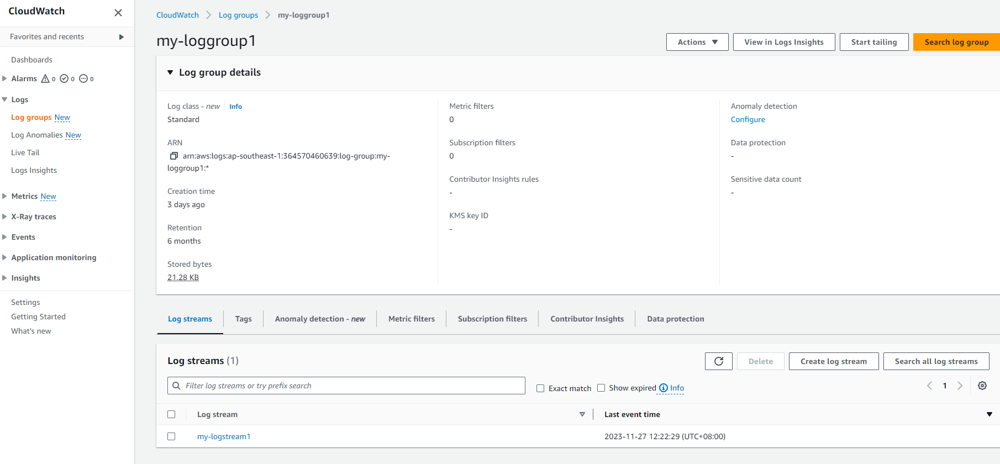 CloudWatch
Favorites and recents
Dashboards
Alarms 0 0 0
Logs
Log groups New
Log Anomalies New
Live Tail
Logs Insights
Metrics New
X-Ray traces
Events
Application monitoring
Insights
Settings
Getting Started
What's new
CloudWatch > Log groups > my-loggroup1
my-loggroup1
Actions View in Logs Insights Start tailing Search log group
Log group details
Log class - new Info
Standard
ARN
arn:aws:logs:ap-southeast-1:364570460639:log-group:my-
loggroup1:*
Creation time
3 days ago
Retention
6 months
Stored bytes
21.28 KB
Metric filters
0
Subscription filters
0
Contributor Insights rules
-
KMS key ID
-
Anomaly detection
Configure
Data protection
-
Sensitive data count
-
Log streams Tags Anomaly detection - new Metric filters Subscription filters Contributor Insights Data protection
Log streams (1)
Delete Create log stream Search all log streams
Filter log streams or try prefix search
Exact match Show expired Info
1
Log stream Last event time
my-logstream1 2023-11-27 12:22:29 (UTC+08:00)